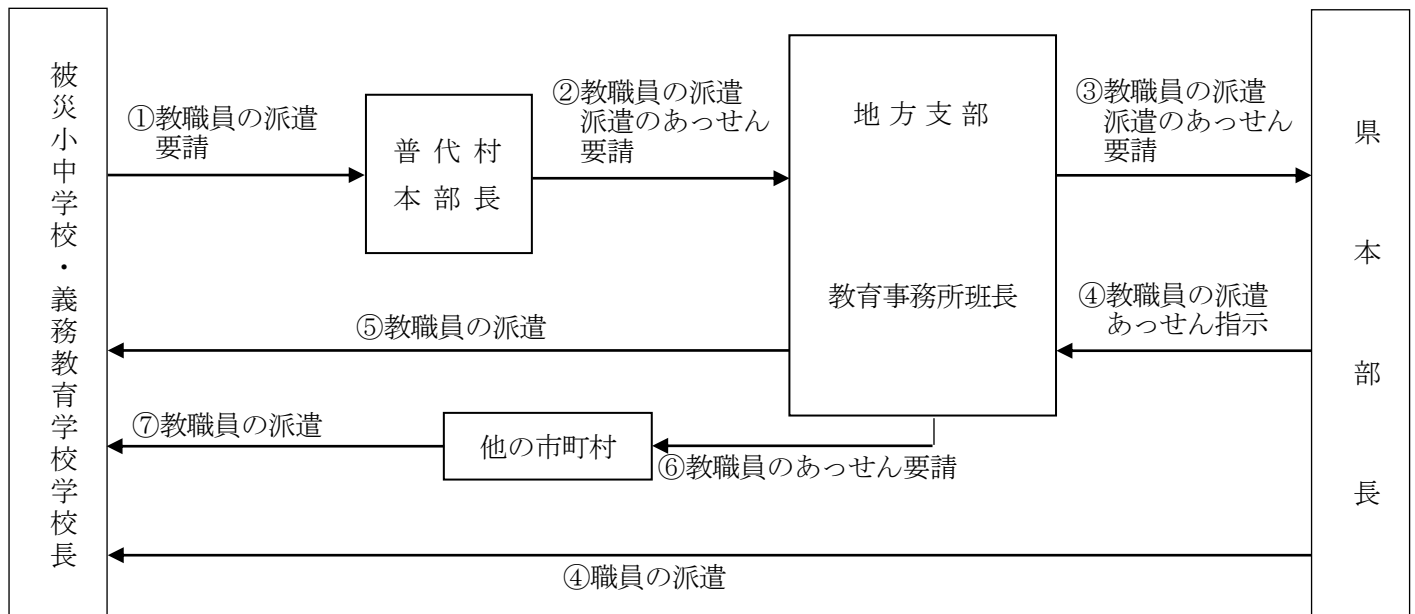 被災小中学校・義務教育学校学校長
①教職員の派遣
要請
普代村
本部長
②教職員の派遣
派遣のあっせん
要請
地方支部
教育事務所班長
③教職員の派遣
派遣のあっせん
要請
県本部長
④教職員の派遣
あっせん指示
⑤教職員の派遣
⑦教職員の派遣
他の市町村
⑥教職員のあっせん要請
④職員の派遣